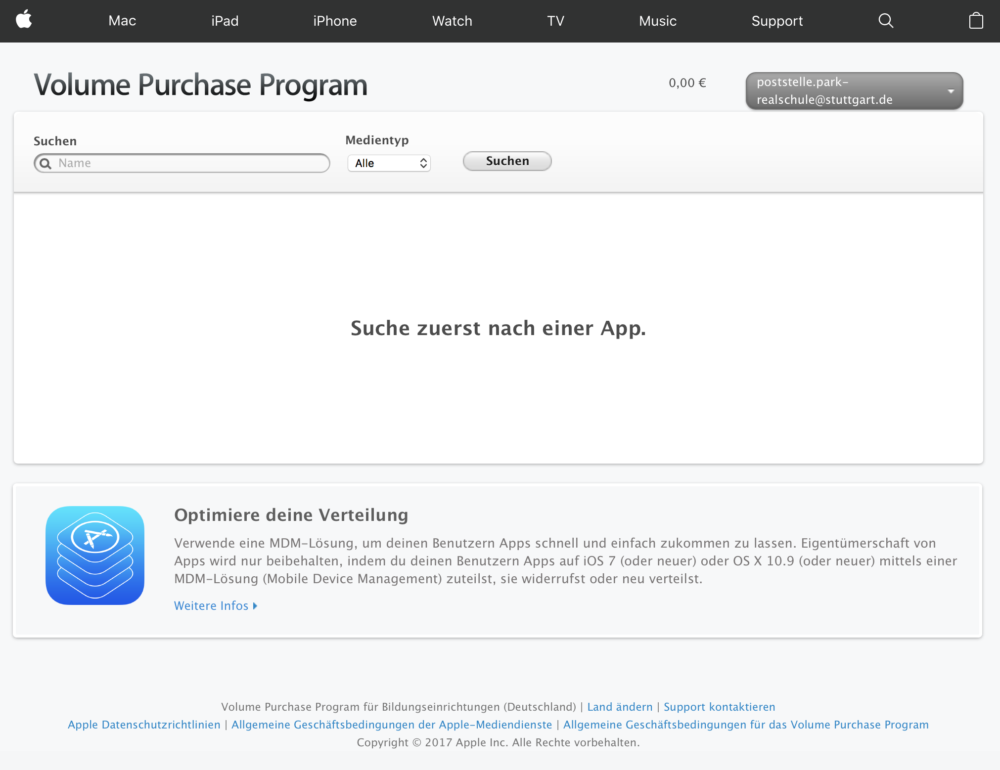 Mac iPad iPhone Watch TV Music Support
Volume Purchase Program
0,00 €
poststelle.park-
realschule@stuttgart.de
Suchen
Medientyp
Name
Alle
Suchen
Suche zuerst nach einer App.
Optimiere deine Verteilung
Verwende eine MDM-Lösung, um deinen Benutzern Apps schnell und einfach zukommen zu lassen. Eigentümerschaft von
Apps wird nur beibehalten, indem du deinen Benutzern Apps auf iOS 7 (oder neuer) oder OS X 10.9 (oder neuer) mittels einer
MDM-Lösung (Mobile Device Management) zuteilst, sie widerrufst oder neu verteilst.
Weitere Infos
Volume Purchase Program für Bildungseinrichtungen (Deutschland) | Land ändern | Support kontaktieren
Apple Datenschutzrichtlinien | Allgemeine Geschäftsbedingungen der Apple-Mediendienste | Allgemeine Geschäftsbedingungen für das Volume Purchase Program
Copyright © 2017 Apple Inc. Alle Rechte vorbehalten.